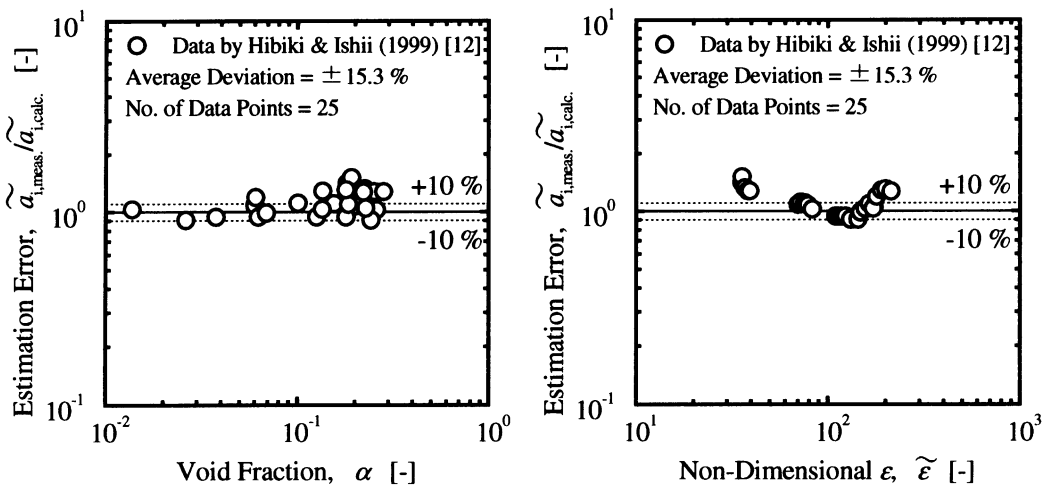 10^1
Data by Hibiki & Ishii (1999) [12]
Average Deviation = ±15.3 %
No. of Data Points = 25
+10 %
10^0
-10 %
10^-1
10^-2 10^-1 10^0
Void Fraction, α [-]
Estimation Error, ã_i,meas./ã_i,calc. [-]
10^1
Data by Hibiki & Ishii (1999) [12]
Average Deviation = ±15.3 %
No. of Data Points = 25
+10 %
10^0
-10 %
10^-1
10^1 10^2 10^3
Non-Dimensional ε, ε̃ [-]
Estimation Error, ã_i,meas./ã_i,calc. [-]